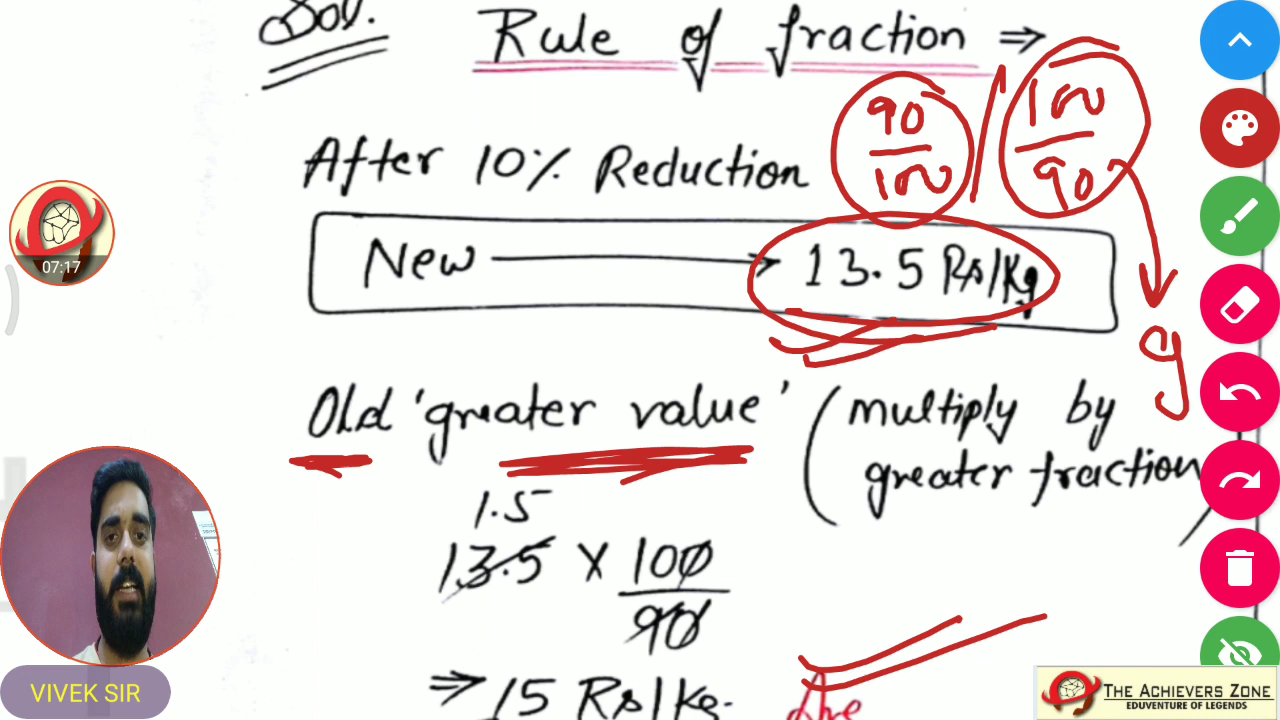 Sol.
Rule of fraction ⇒
90/100 / 100/90
After 10% Reduction
New → 13.5 Rs/Kg
07:17
Old 'greater value' (multiply by
greater fraction)
1.5
13.5 x 100/90
⇒ 15 Rs/Kg.
VIVEK SIR
THE ACHIEVERS ZONE
EDUVENTURE OF LEGENDS